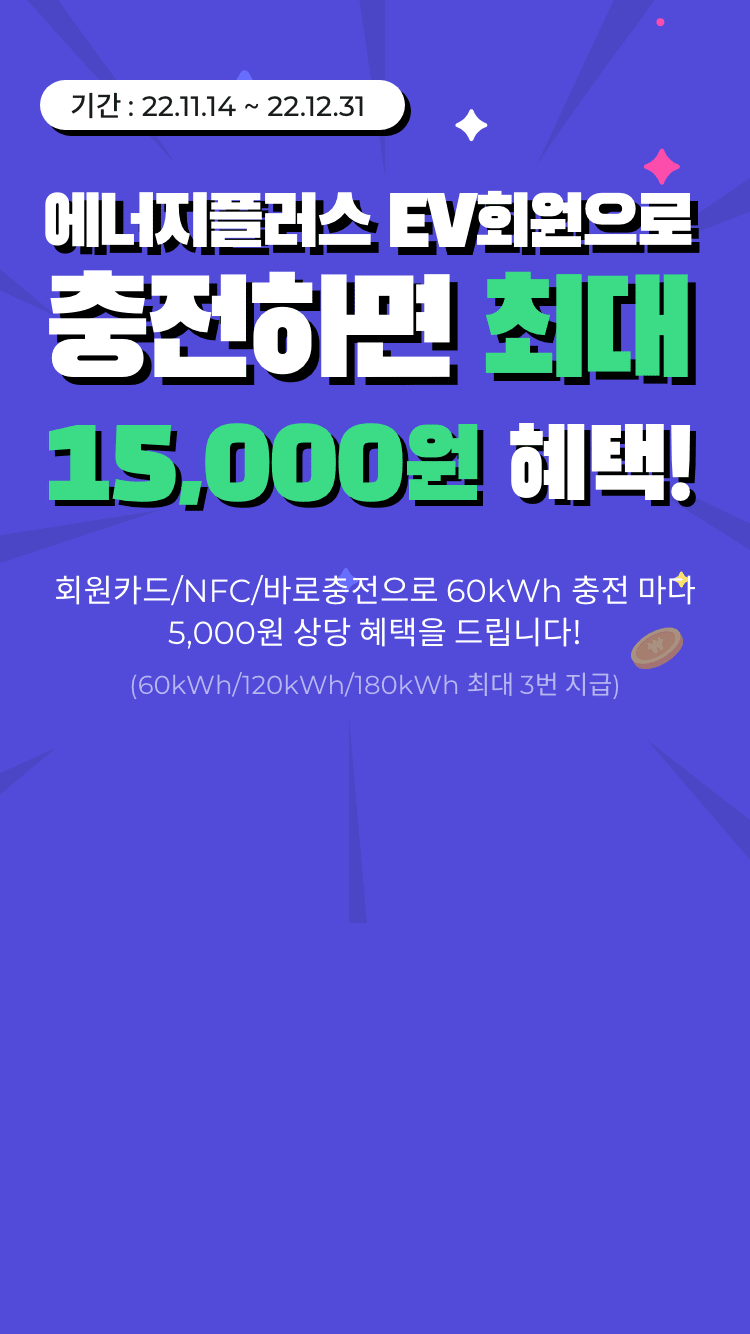 기간 : 22.11.14 ~ 22.12.31
에너지플러스 EV회원으로
충전하면 최대
15,000원 혜택!
회원카드/NFC/바로충전으로 60kWh 충전 마다
5,000원 상당 혜택을 드립니다!
(60kWh/120kWh/180kWh 최대 3번 지급)
₩